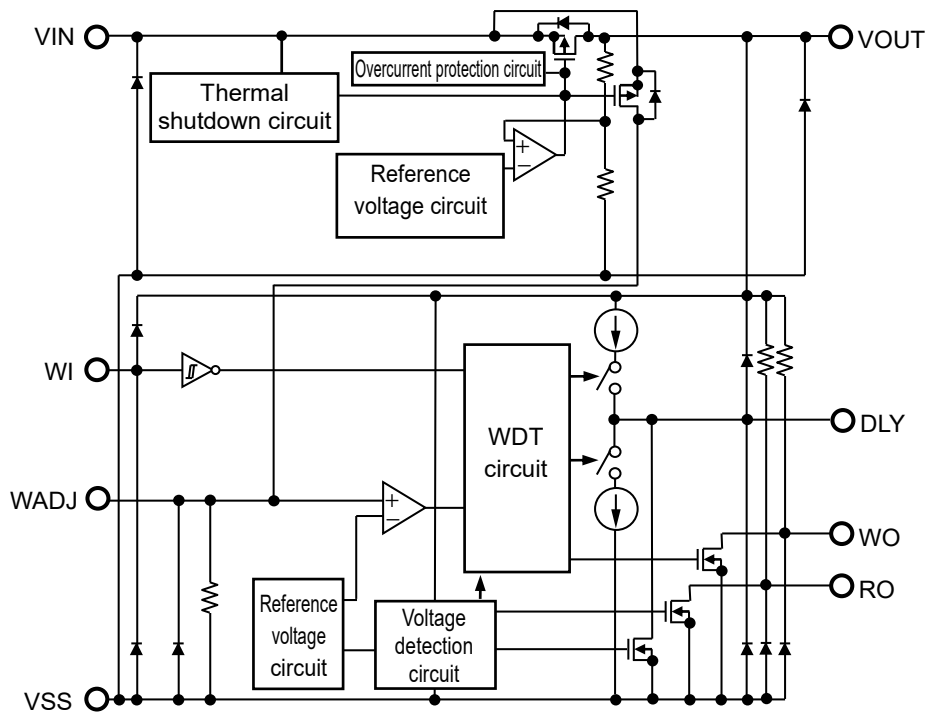 VIN
VOUT
Overcurrent protection circuit
Thermal
shutdown circuit
+
−
Reference
voltage circuit
WI
WDT
circuit
DLY
WADJ
+
−
WO
RO
Reference
voltage
circuit
Voltage
detection
circuit
VSS